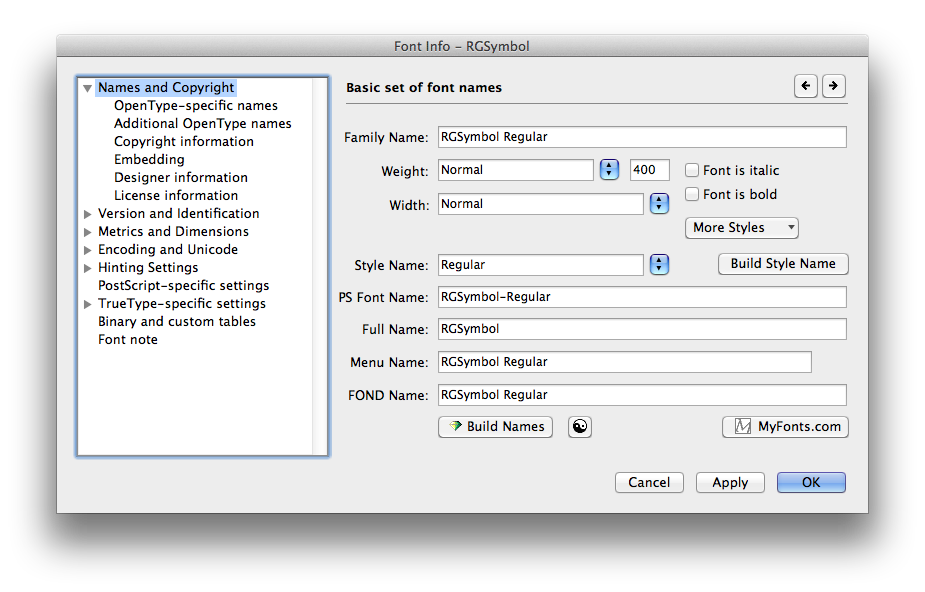 Font Info – RGSymbol
Names and Copyright
OpenType-specific names
Additional OpenType names
Copyright information
Embedding
Designer information
License information
Version and Identification
Metrics and Dimensions
Encoding and Unicode
Hinting Settings
PostScript-specific settings
TrueType-specific settings
Binary and custom tables
Font note
Basic set of font names
Family Name: RGSymbol Regular
Weight: Normal 400 Font is italic
Font is bold
Width: Normal
More Styles
Style Name: Regular Build Style Name
PS Font Name: RGSymbol-Regular
Full Name: RGSymbol
Menu Name: RGSymbol Regular
FOND Name: RGSymbol Regular
Build Names MyFonts.com
Cancel Apply OK